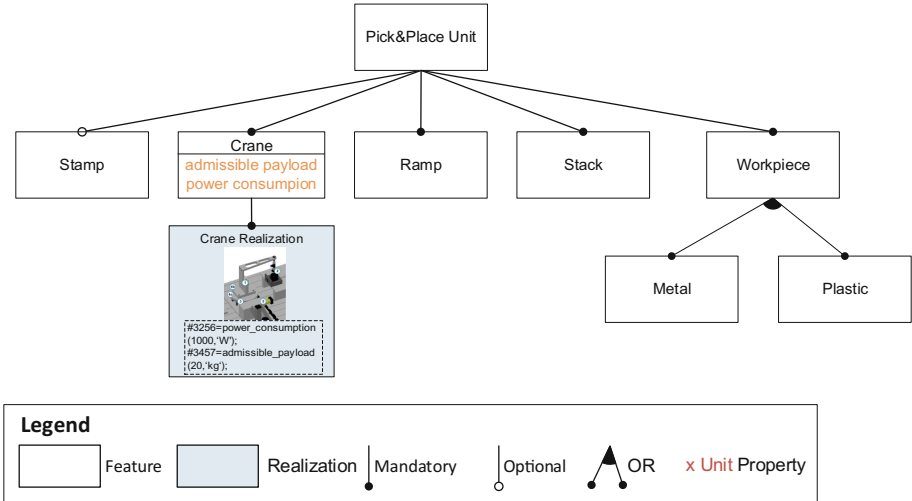 Pick&Place Unit
Stamp
Crane
admissible payload
power consumpion
Ramp
Stack
Workpiece
Crane Realization
#3256=power_consumption
(1000,‘W');
#3457=admissible_payload
(20,‘kg');
Metal
Plastic
Legend
Feature
Realization
Mandatory
Optional
OR
x Unit Property